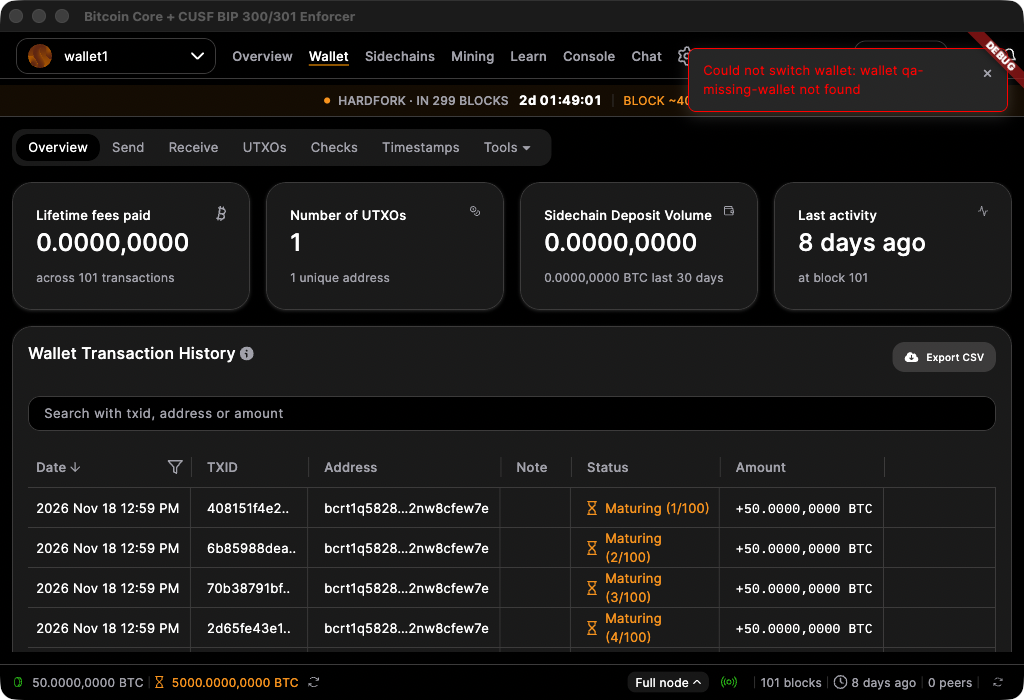 Bitcoin Core + CUSF BIP 300/301 Enforcer
wallet1
Overview Wallet Sidechains Mining Learn Console Chat
DEBUG
Could not switch wallet: wallet qa-
missing-wallet not found
HARDFORK · IN 299 BLOCKS 2d 01:49:01 BLOCK ~40
Overview Send Receive UTXOs Checks Timestamps Tools
Lifetime fees paid
0.0000,0000
across 101 transactions
Number of UTXOs
1
1 unique address
Sidechain Deposit Volume
0.0000,0000
0.0000,0000 BTC last 30 days
Last activity
8 days ago
at block 101
Wallet Transaction History
Export CSV
Search with txid, address or amount
Date TXID Address Note Status Amount
2026 Nov 18 12:59 PM 408151f4e2.. bcrt1q5828...2nw8cfew7e Maturing (1/100) +50.0000,0000 BTC
2026 Nov 18 12:59 PM 6b85988dea.. bcrt1q5828...2nw8cfew7e Maturing (2/100) +50.0000,0000 BTC
2026 Nov 18 12:59 PM 70b38791bf.. bcrt1q5828...2nw8cfew7e Maturing (3/100) +50.0000,0000 BTC
2026 Nov 18 12:59 PM 2d65fe43e1.. bcrt1q5828...2nw8cfew7e Maturing (4/100) +50.0000,0000 BTC
50.0000,0000 BTC 5000.0000,0000 BTC Full node 101 blocks 8 days ago 0 peers